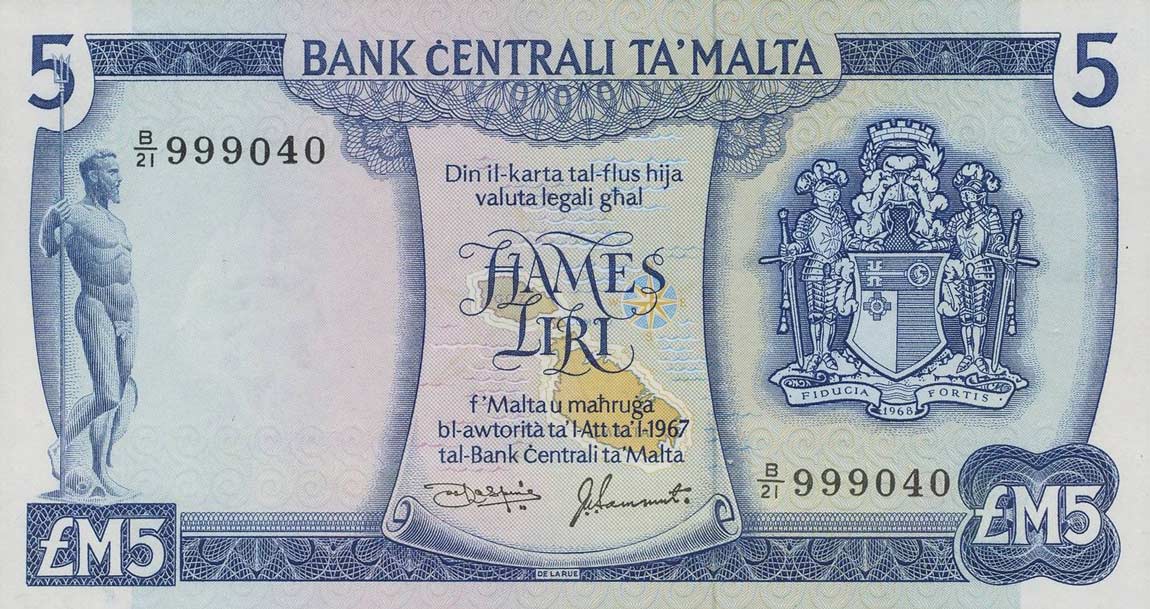 5
BANK ĊENTRALI TA' MALTA
5
B/21 999040
Din il-karta tal-flus hija
valuta legali għal
ĦAMES
LIRI
f'Malta u maħruġa
bl-awtorità ta' l-Att ta' l-1967
tal-Bank Ċentrali ta' Malta
FIDUCIA FORTIS
1968
B/21 999040
£M5
DE LA RUE
£M5